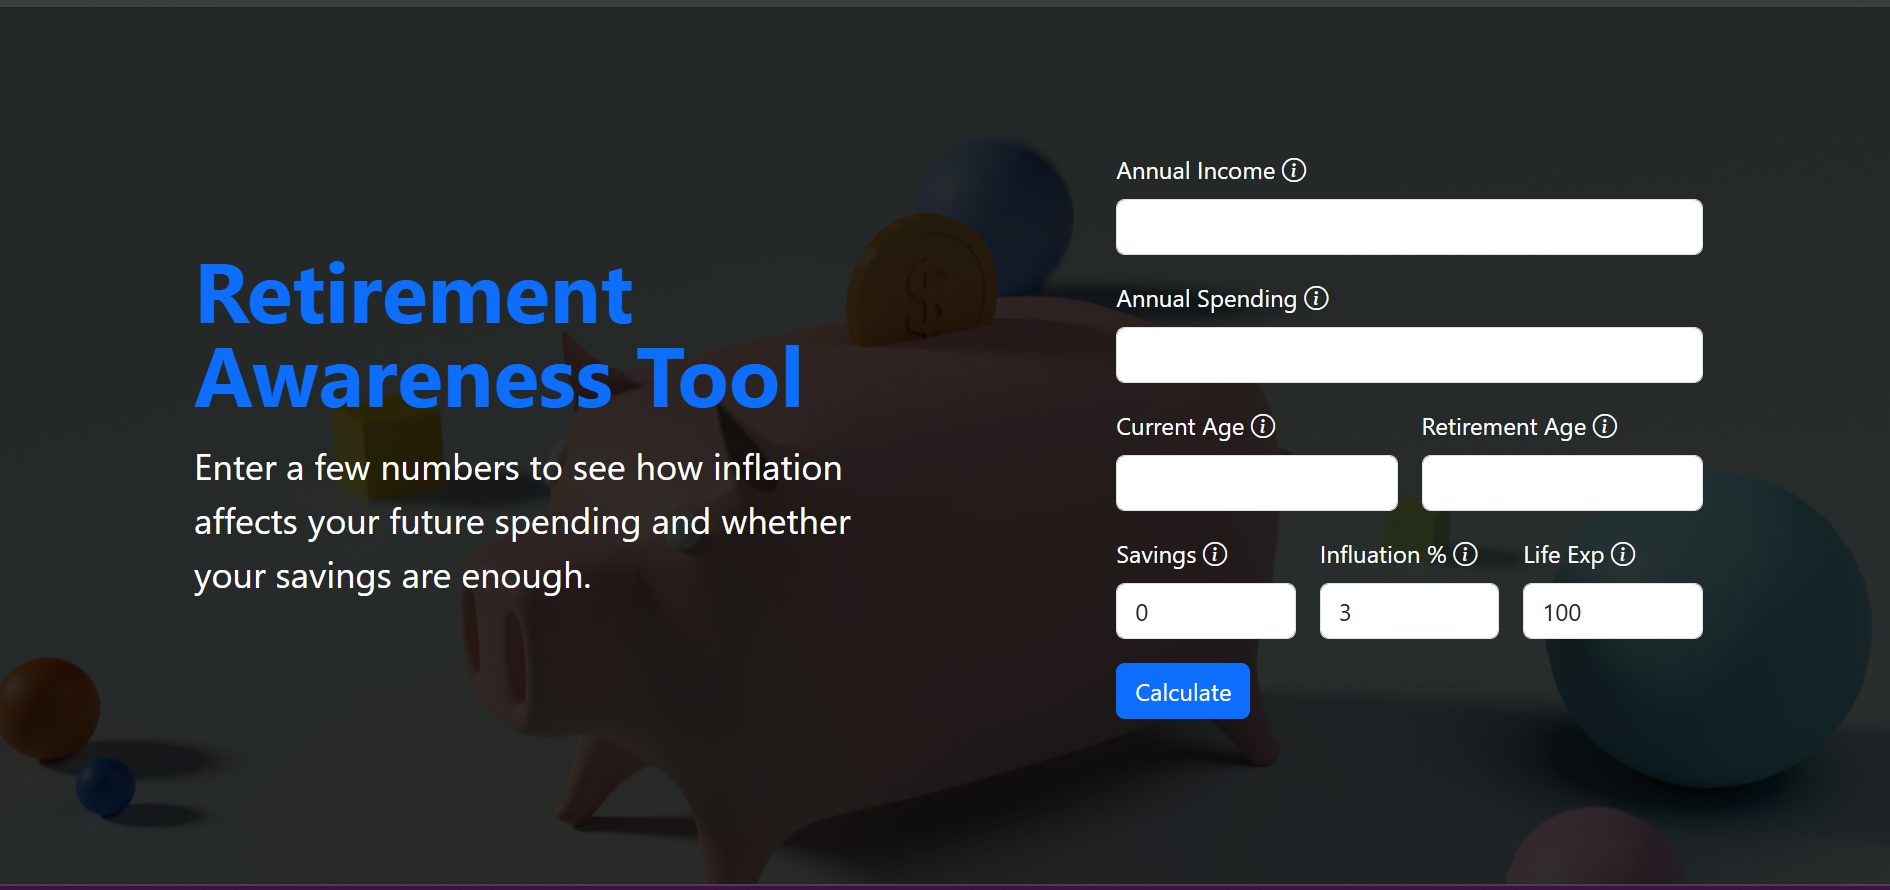 Retirement
Awareness Tool
Enter a few numbers to see how inflation
affects your future spending and whether
your savings are enough.
Annual Income
Annual Spending
Current Age
Retirement Age
Savings
Influation %
Life Exp
0
3
100
Calculate
$